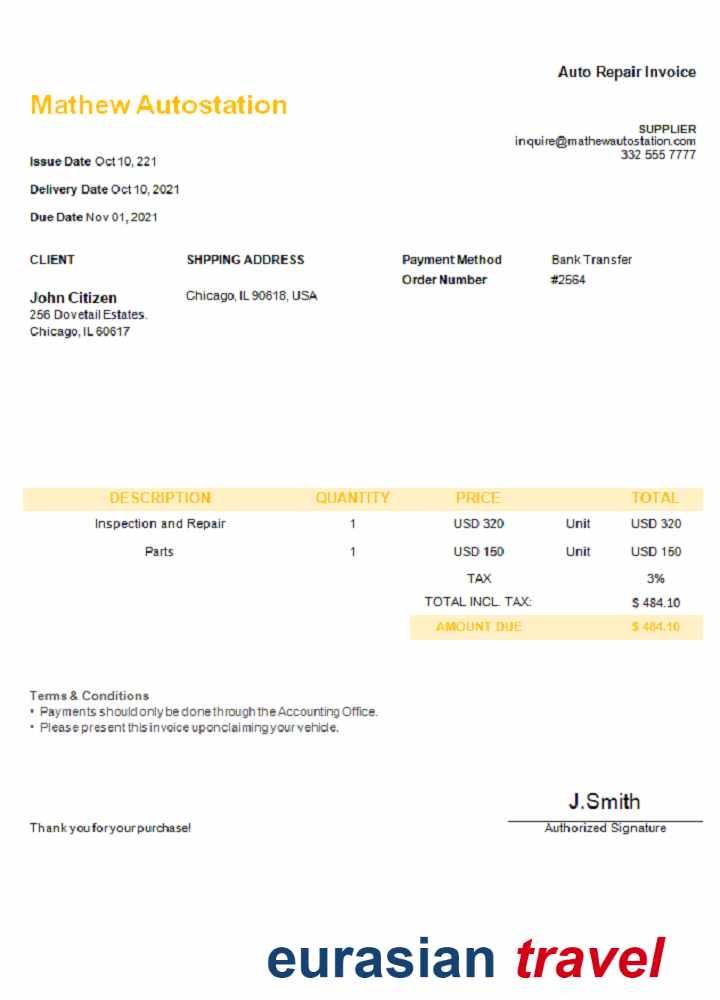 Auto Repair Invoice
Mathew Autostation
SUPPLIER
inquire@mathewautostation.com
332 555 7777
Issue Date Oct 10, 221
Delivery Date Oct 10, 2021
Due Date Nov 01, 2021
CLIENT SHPPING ADDRESS Payment Method Bank Transfer
Order Number #2564
John Citizen Chicago, IL 90618, USA
256 Dovetail Estates.
Chicago, IL 60617
DESCRIPTION QUANTITY PRICE TOTAL
Inspection and Repair 1 USD 320 Unit USD 320
Parts 1 USD 150 Unit USD 150
TAX 3%
TOTAL INCL. TAX: $ 484.10
AMOUNT DUE $ 484.10
Terms & Conditions
• Payments should only be done through the Accounting Office.
• Please present this invoice upon claiming your vehicle.
J.Smith
Thank you for your purchase! Authorized Signature
eurasian travel